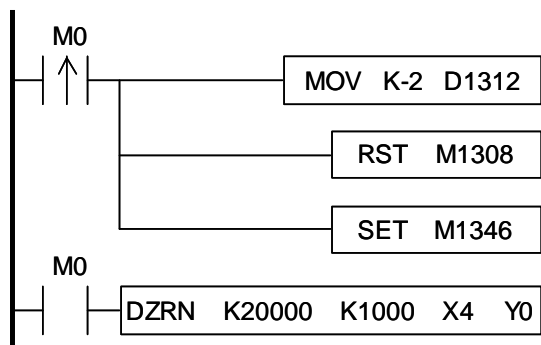 M0
MOV K-2 D1312
RST M1308
SET M1346
M0
DZRN K20000 K1000 X4 Y0